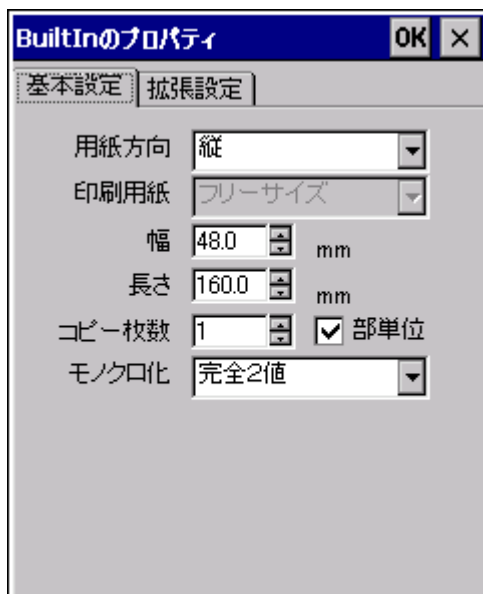 BuiltInのプロパティ OK ×
基本設定 拡張設定
用紙方向 縦
印刷用紙 フリーサイズ
幅 48.0 mm
長さ 160.0 mm
コピー枚数 1 部単位
モノクロ化 完全2値